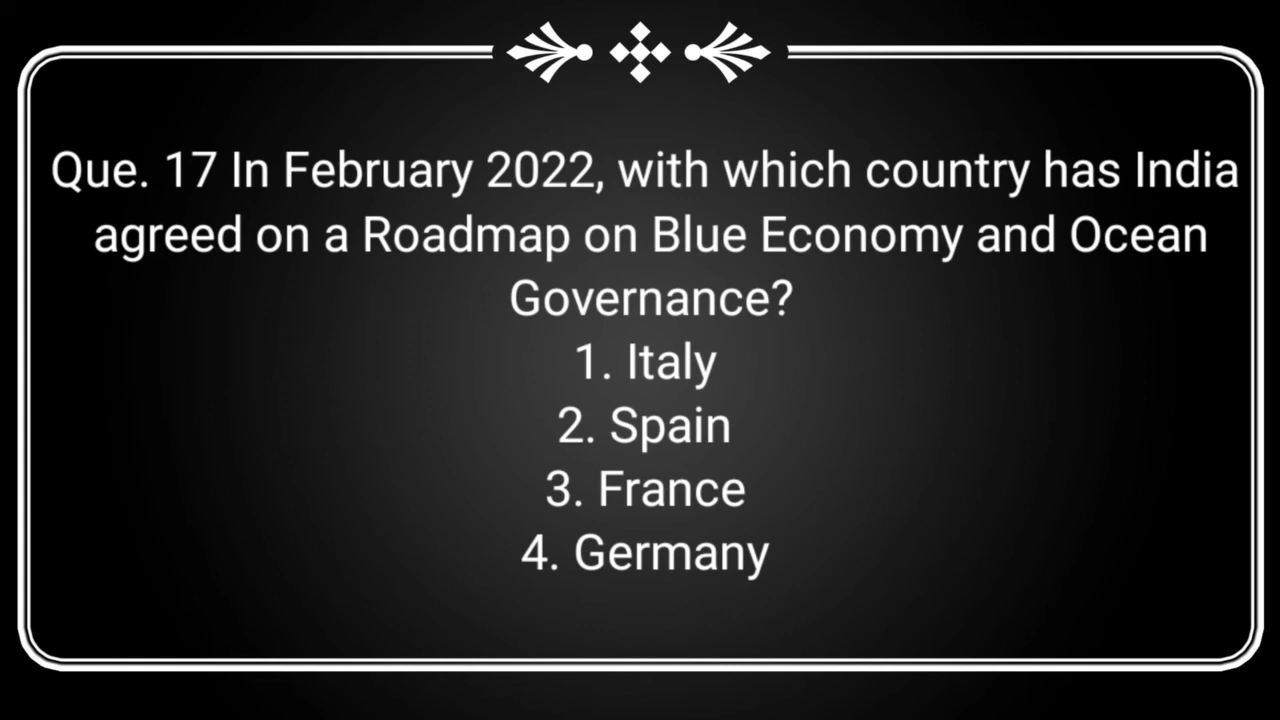 Que. 17 In February 2022, with which country has India
agreed on a Roadmap on Blue Economy and Ocean
Governance?
1. Italy
2. Spain
3. France
4. Germany